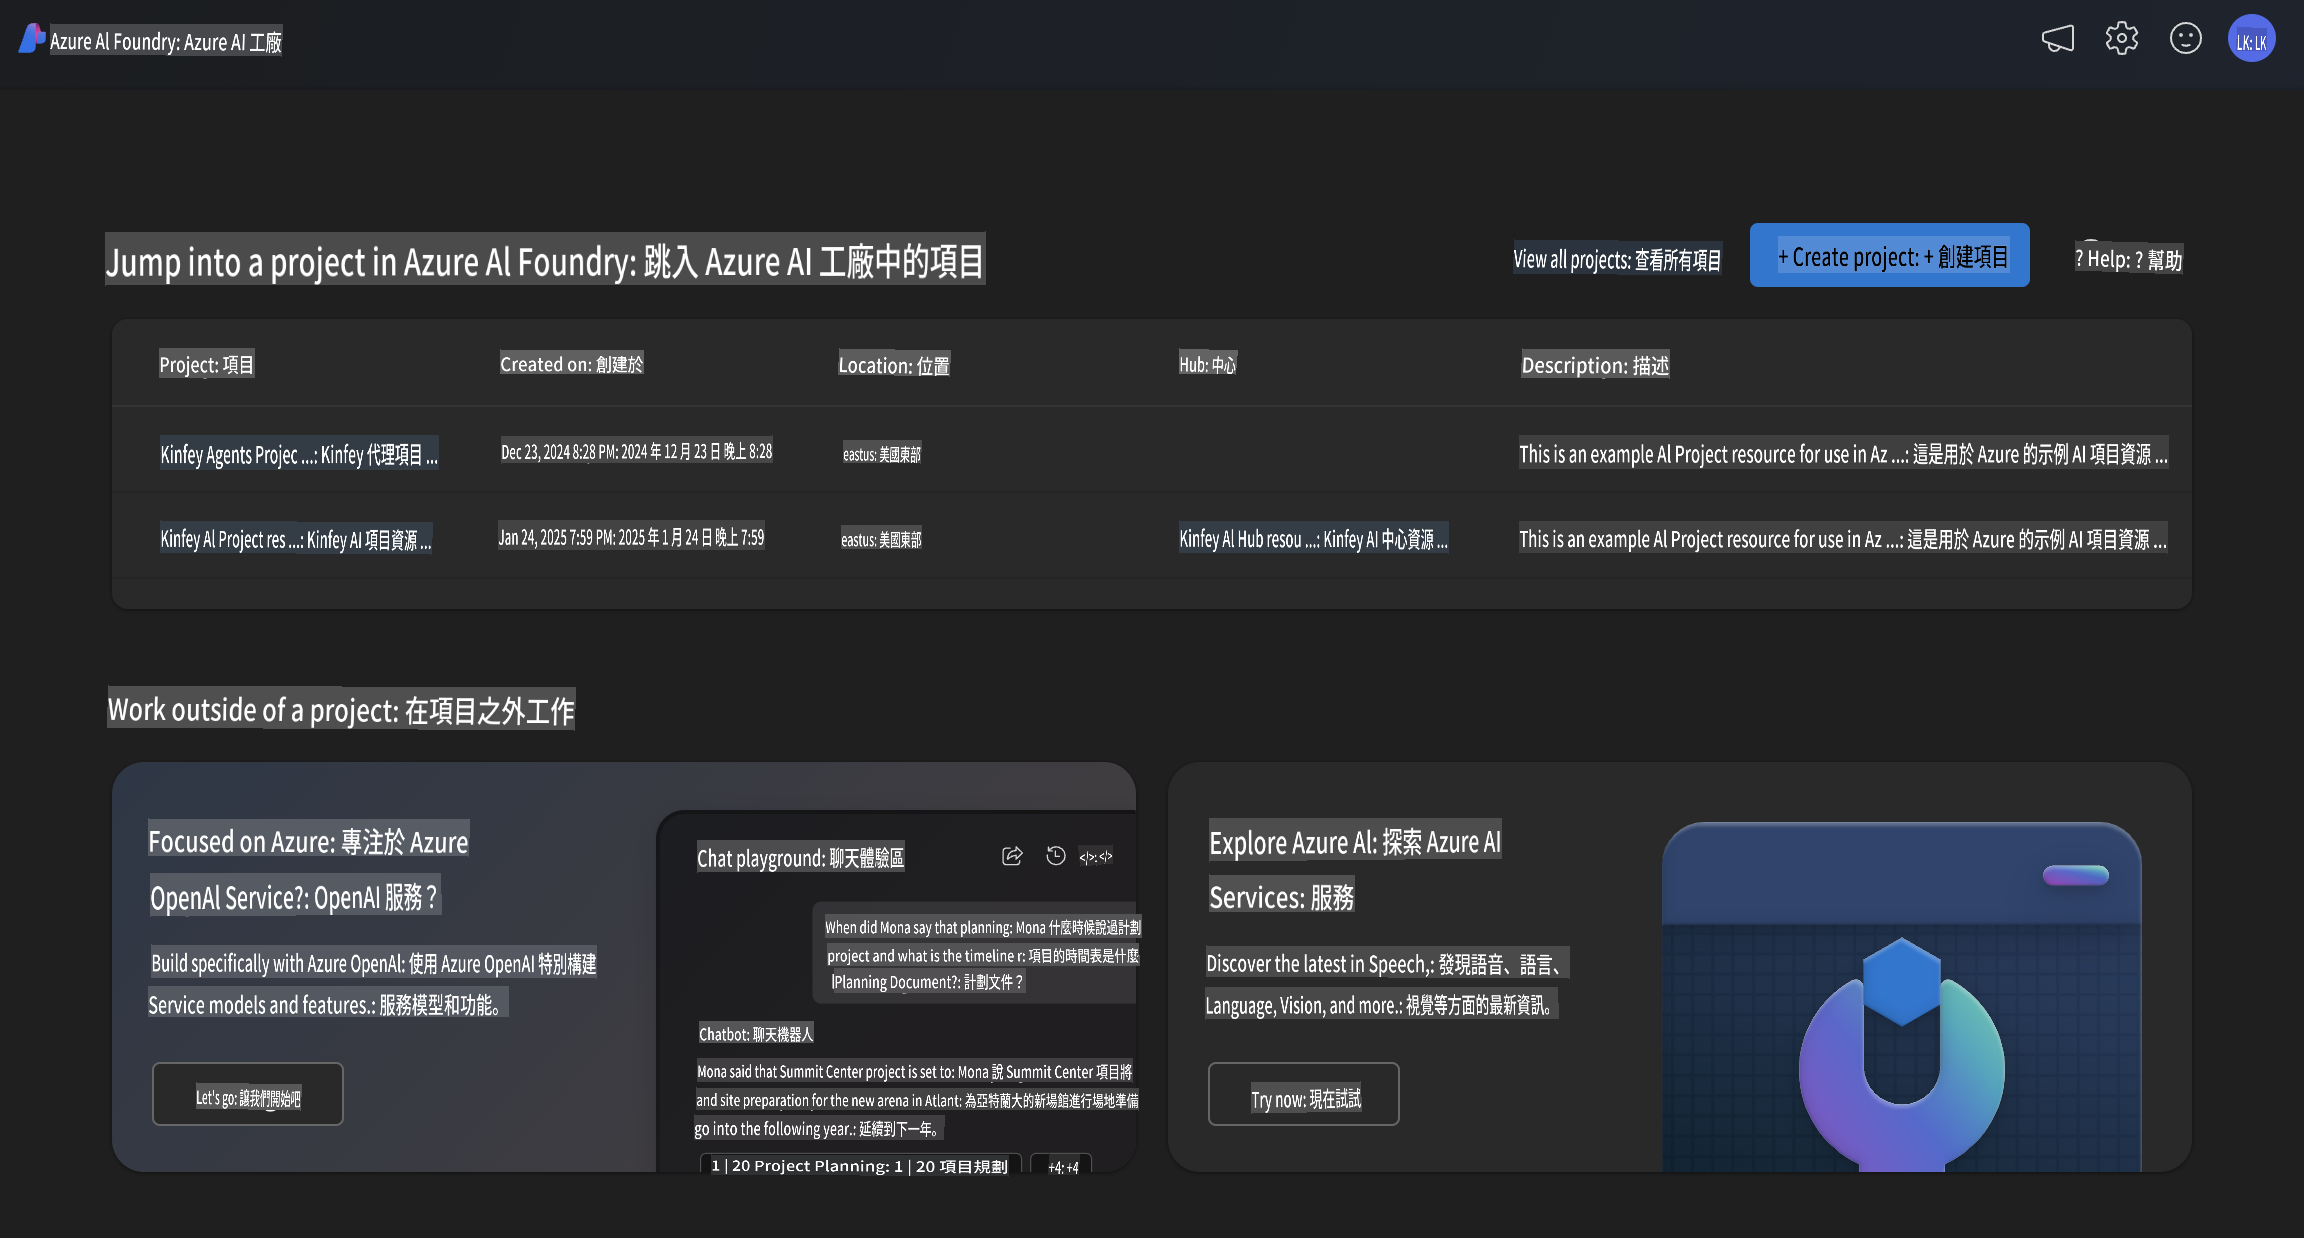 Azure Al Foundry: Azure AI 工廠
LK: LK
Jump into a project in Azure Al Foundry: 跳入 Azure AI 工廠中的項目
View all projects: 查看所有項目
+ Create project: + 創建項目
? Help: ? 幫助
Project: 項目
Created on: 創建於
Location: 位置
Hub: 中心
Description: 描述
Kinfey Agents Projec ...: Kinfey 代理項目 ...
Dec 23, 2024 8:28 PM: 2024 年 12 月 23 日 晚上 8:28
eastus: 美國東部
This is an example Al Project resource for use in Az ...: 這是用於 Azure 的示例 AI 項目資源 ...
Kinfey Al Project res ...: Kinfey AI 項目資源 ...
Jan 24, 2025 7:59 PM: 2025 年 1 月 24 日 晚上 7:59
eastus: 美國東部
Kinfey Al Hub resou ...: Kinfey AI 中心資源 ...
This is an example Al Project resource for use in Az ...: 這是用於 Azure 的示例 AI 項目資源 ...
Work outside of a project: 在項目之外工作
Focused on Azure: 專注於 Azure
OpenAl Service?: OpenAI 服務？
Build specifically with Azure OpenAl: 使用 Azure OpenAI 特別構建
Service models and features.: 服務模型和功能。
Let's go: 讓我們開始吧
Chat playground: 聊天體驗區
</>: </>
When did Mona say that planning: Mona 什麼時候說過計劃
project and what is the timeline r: 項目的時間表是什麼
lPlanning Document?: 計劃文件？
Chatbot: 聊天機器人
Mona said that Summit Center project is set to: Mona 說 Summit Center 項目將
and site preparation for the new arena in Atlant: 為亞特蘭大的新場館進行場地準備
go into the following year.: 延續到下一年。
1 | 20 Project Planning: 1 | 20 項目規劃
+4: +4
Explore Azure Al: 探索 Azure AI
Services: 服務
Discover the latest in Speech,: 發現語音、語言、
Language, Vision, and more.: 視覺等方面的最新資訊。
Try now: 現在試試